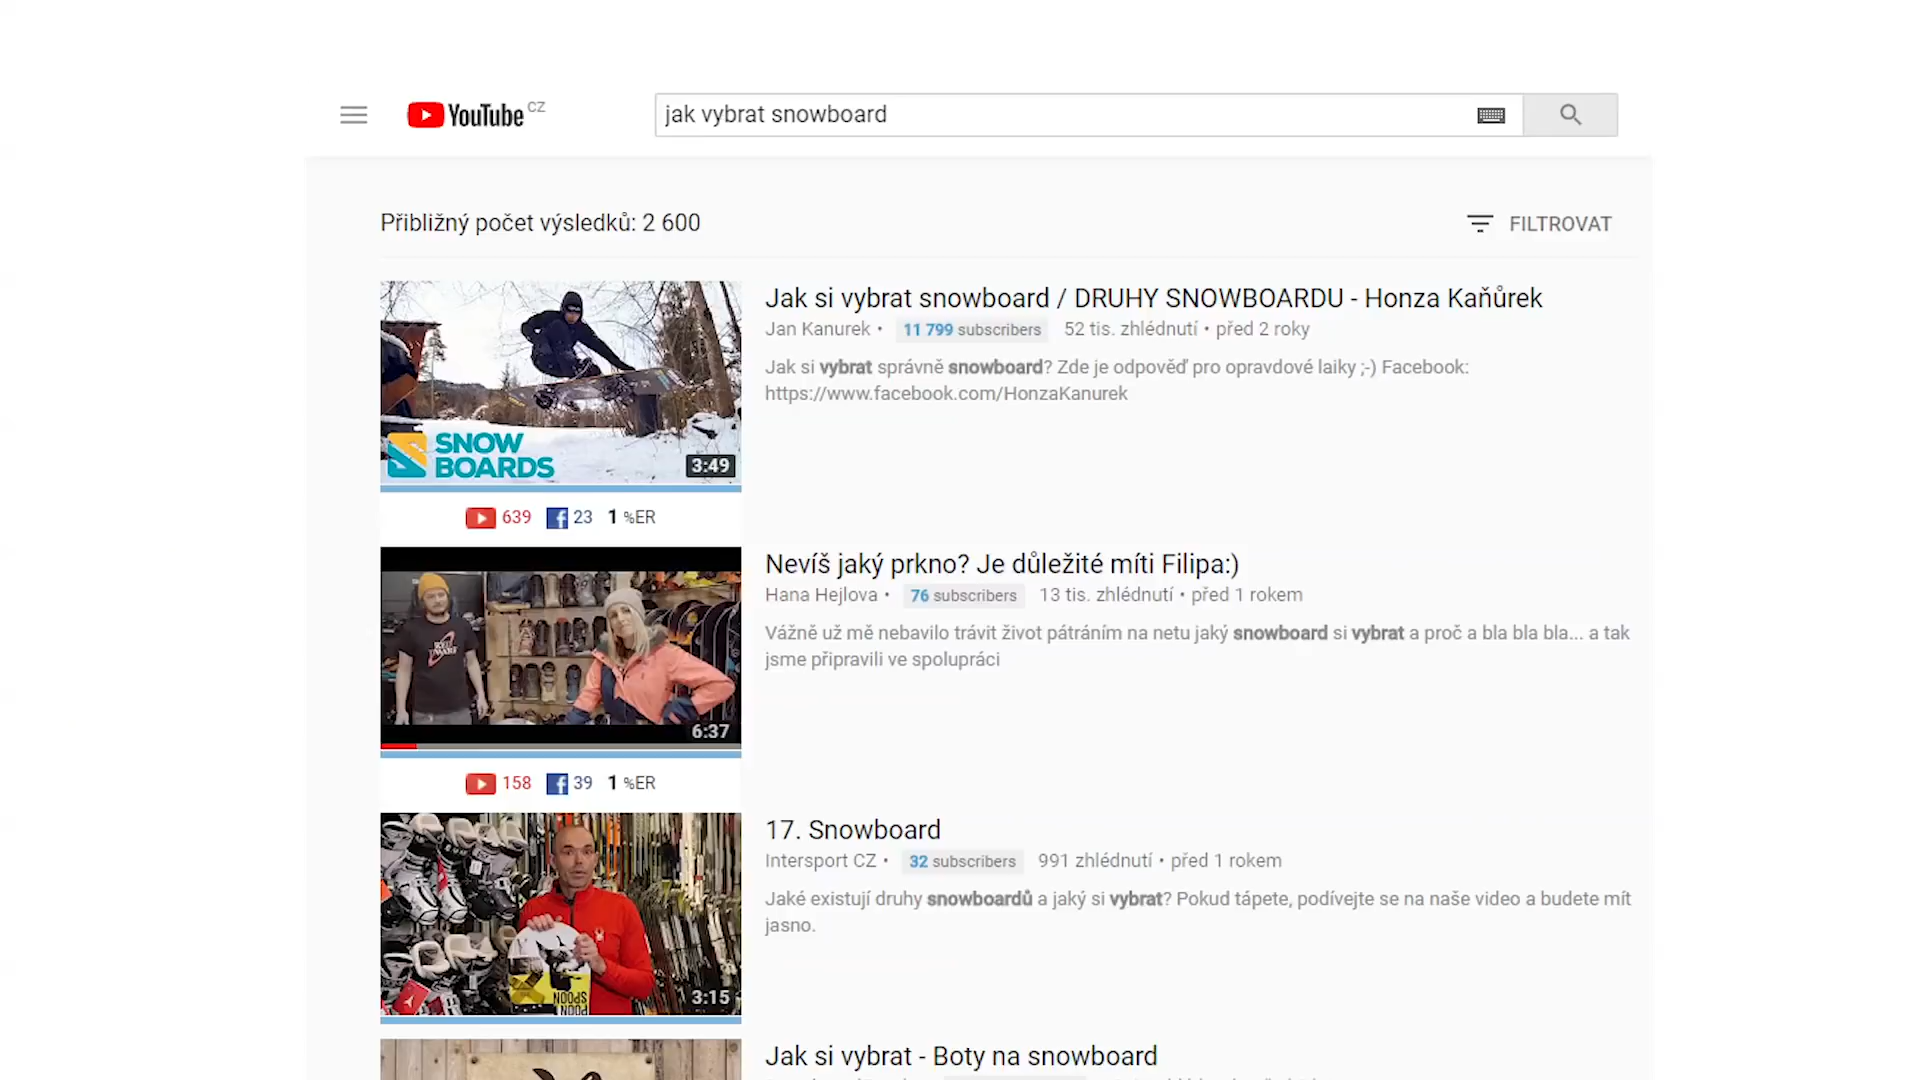 YouTube CZ
jak vybrat snowboard
Přibližný počet výsledků: 2 600
FILTROVAT
Jak si vybrat snowboard / DRUHY SNOWBOARDU - Honza Kaňůrek
Jan Kanurek • 11 799 subscribers 52 tis. zhlédnutí • před 2 roky
Jak si vybrat správně snowboard? Zde je odpověď pro opravdové laiky ;-) Facebook:
https://www.facebook.com/HonzaKanurek
SNOW
BOARDS
3:49
639 23 1 %ER
Nevíš jaký prkno? Je důležité míti Filipa:)
Hana Hejlova • 76 subscribers 13 tis. zhlédnutí • před 1 rokem
Vážně už mě nebavilo trávit život pátráním na netu jaký snowboard si vybrat a proč a bla bla bla... a tak
jsme připravili ve spolupráci
6:37
158 39 1 %ER
17. Snowboard
Intersport CZ • 32 subscribers 991 zhlédnutí • před 1 rokem
Jaké existují druhy snowboardů a jaký si vybrat? Pokud tápete, podívejte se na naše video a budete mít
jasno.
3:15
Jak si vybrat - Boty na snowboard